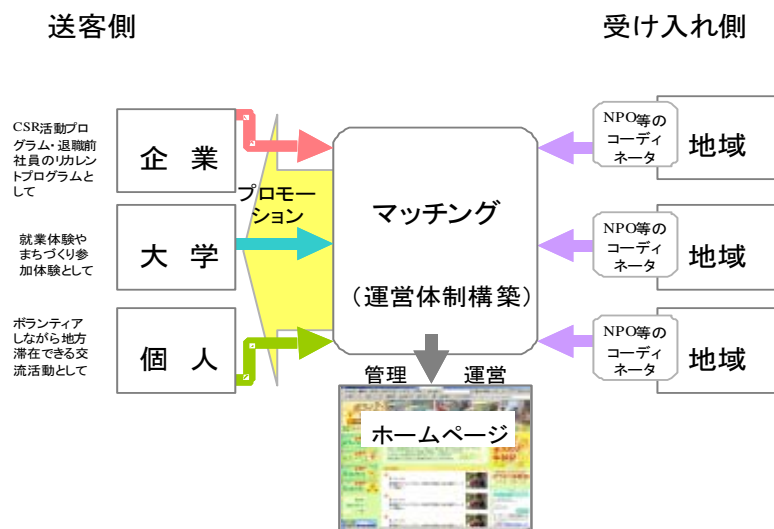 送客側
受け入れ側
CSR活動プロ
グラム・退職前
社員のリカレン
トプログラムと
して
企 業
NPO等の
コーディ
ネータ
地域
プロモー
ション
マッチング
就業体験や
まちづくり参
加体験として
大 学
NPO等の
コーディ
ネータ
地域
（運営体制構築）
ボランティア
しながら地方
滞在できる交
流活動として
個 人
NPO等の
コーディ
ネータ
地域
管理
運営
ホームページ